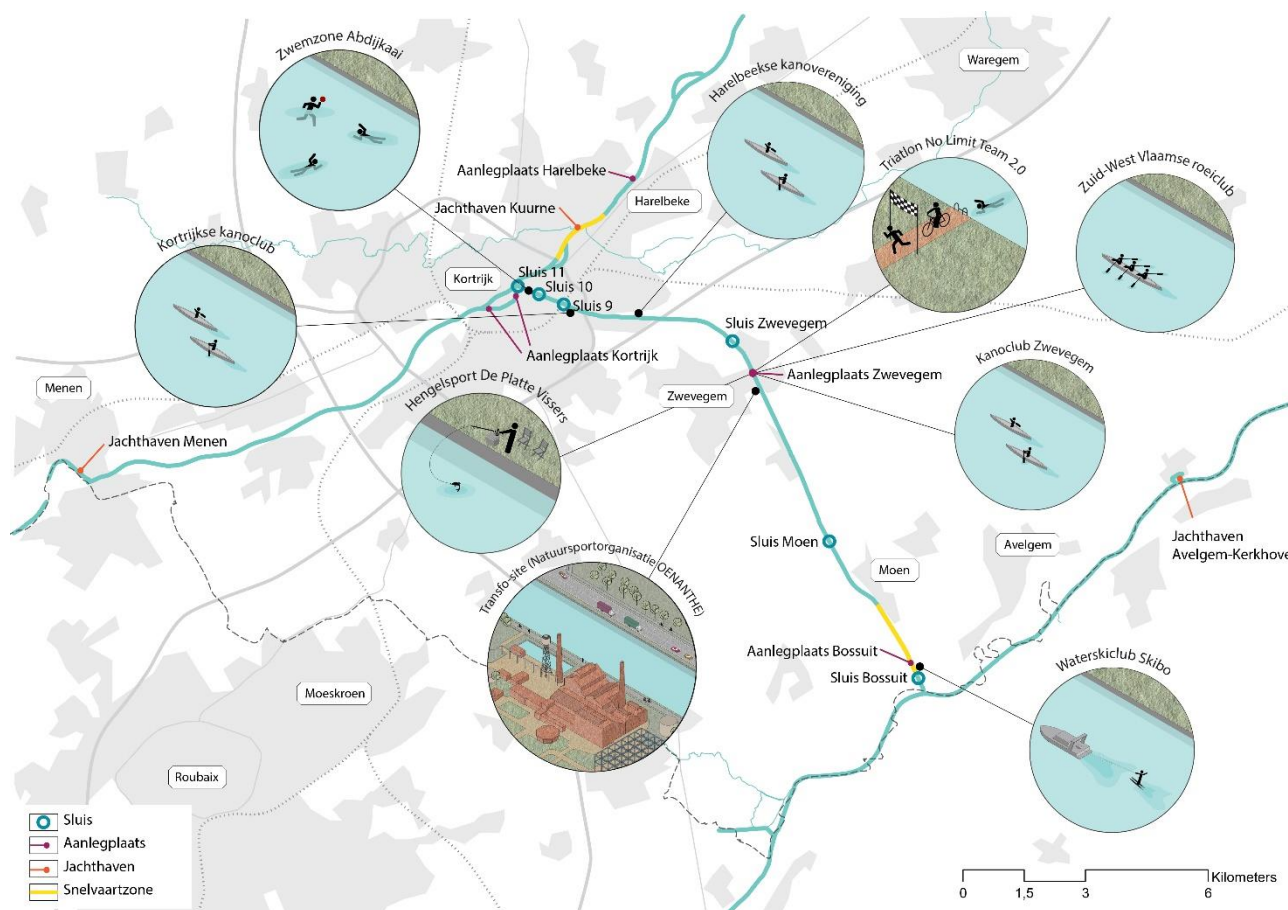 Zwemzone Abdijkaai
Harelbeekse kanovereniging
Waregem
Triatlon No Limit Team 2.0
Zuid-West Vlaamse roeiclub
Aanlegplaats Harelbeke
Harelbeke
Jachthaven Kuurne
Kortrijkse kanoclub
Kortrijk
Sluis 11
Sluis 10
Sluis 9
Sluis Zwevegem
Aanlegplaats Kortrijk
Kanoclub Zwevegem
Menen
Hengelsport De Platte Vissers
Zwevegem
Aanlegplaats Zwevegem
Jachthaven Menen
Transfo-site (Natuursportorganisatie OENANTHE)
Sluis Moen
Avelgem
Jachthaven
Avelgem-Kerkhove
Moen
Aanlegplaats Bossuit
Sluis Bossuit
Waterskiclub Skibo
Moeskroen
Roubaix
Sluis
Aanlegplaats
Jachthaven
Snelvaartzone
Kilometers
0 1,5 3 6